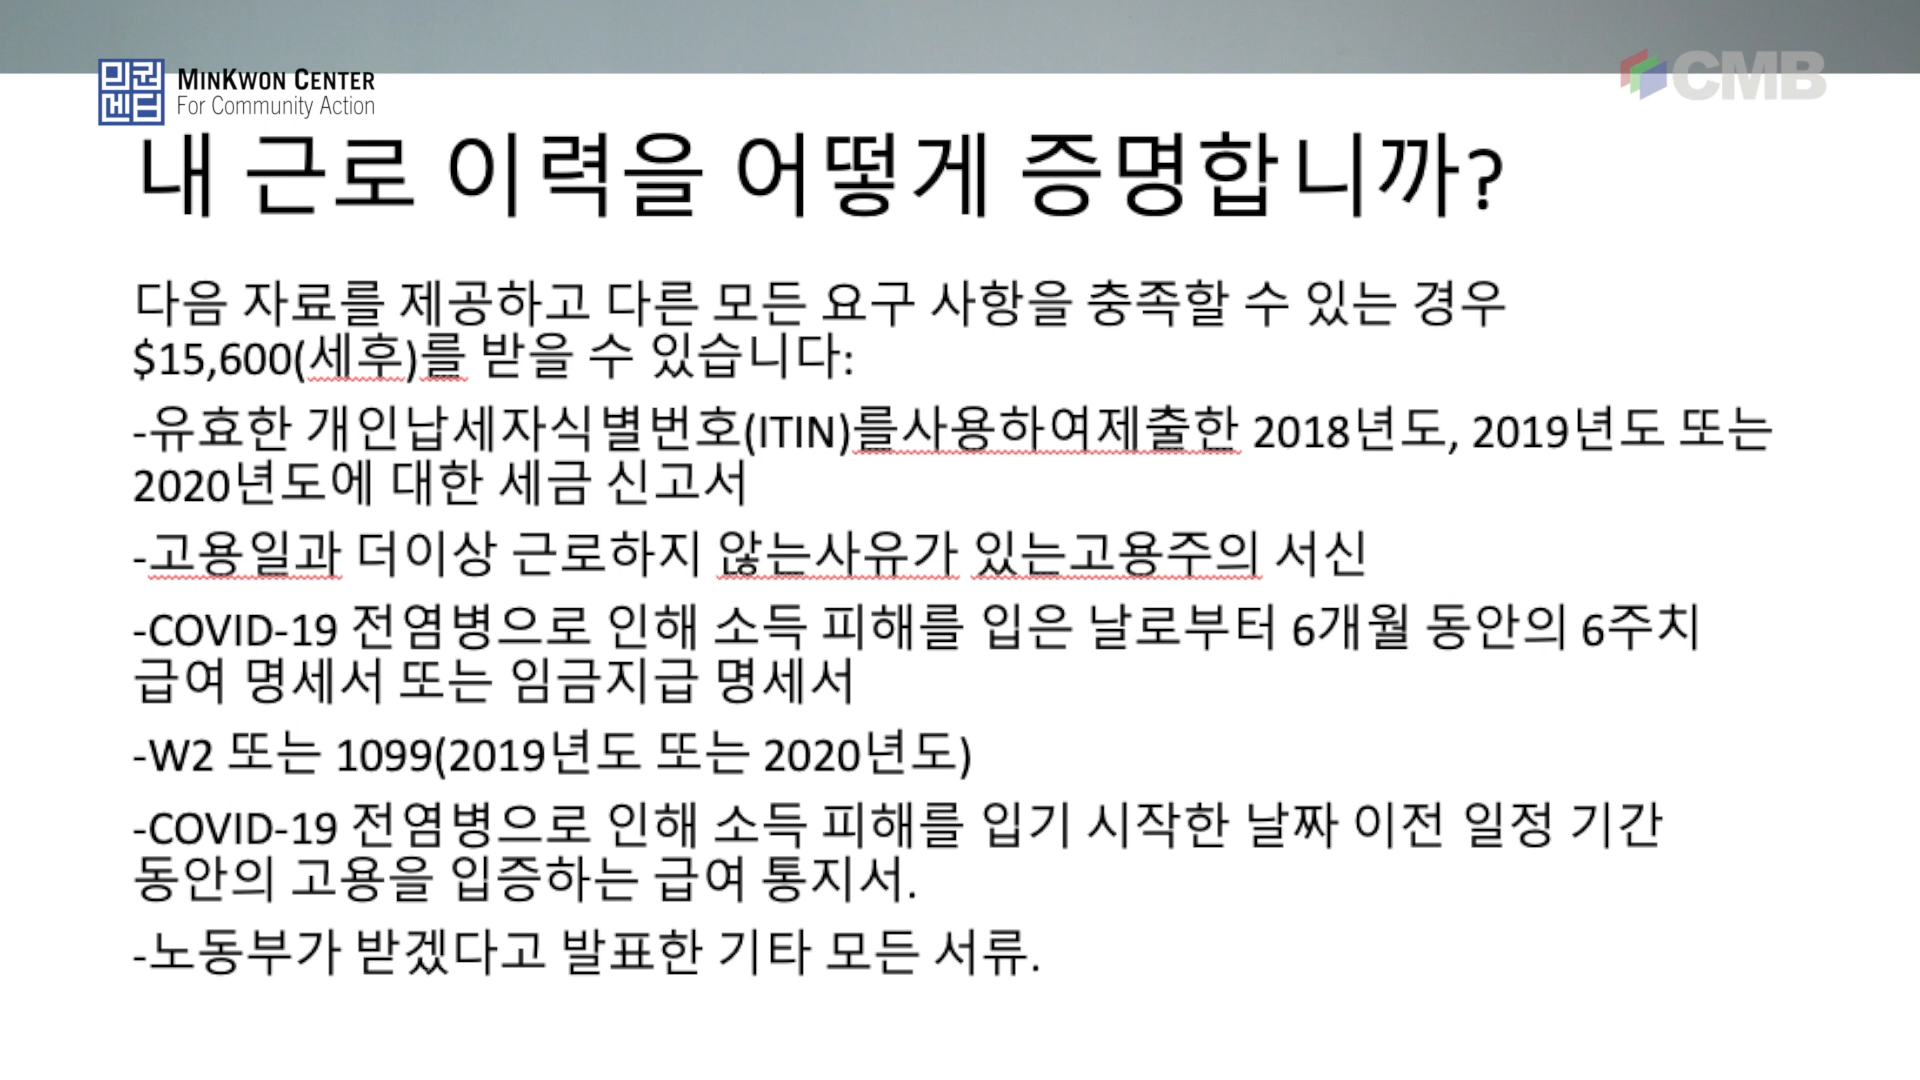 민권센터
MINKWON CENTER
For Community Action
CMB
내 근로 이력을 어떻게 증명합니까?
다음 자료를 제공하고 다른 모든 요구 사항을 충족할 수 있는 경우
$15,600(세후)를 받을 수 있습니다:
-유효한 개인납세자식별번호(ITIN)를사용하여제출한 2018년도, 2019년도 또는
2020년도에 대한 세금 신고서
-고용일과 더이상 근로하지 않는사유가 있는고용주의 서신
-COVID-19 전염병으로 인해 소득 피해를 입은 날로부터 6개월 동안의 6주치
급여 명세서 또는 임금지급 명세서
-W2 또는 1099(2019년도 또는 2020년도)
-COVID-19 전염병으로 인해 소득 피해를 입기 시작한 날짜 이전 일정 기간
동안의 고용을 입증하는 급여 통지서.
-노동부가 받겠다고 발표한 기타 모든 서류.